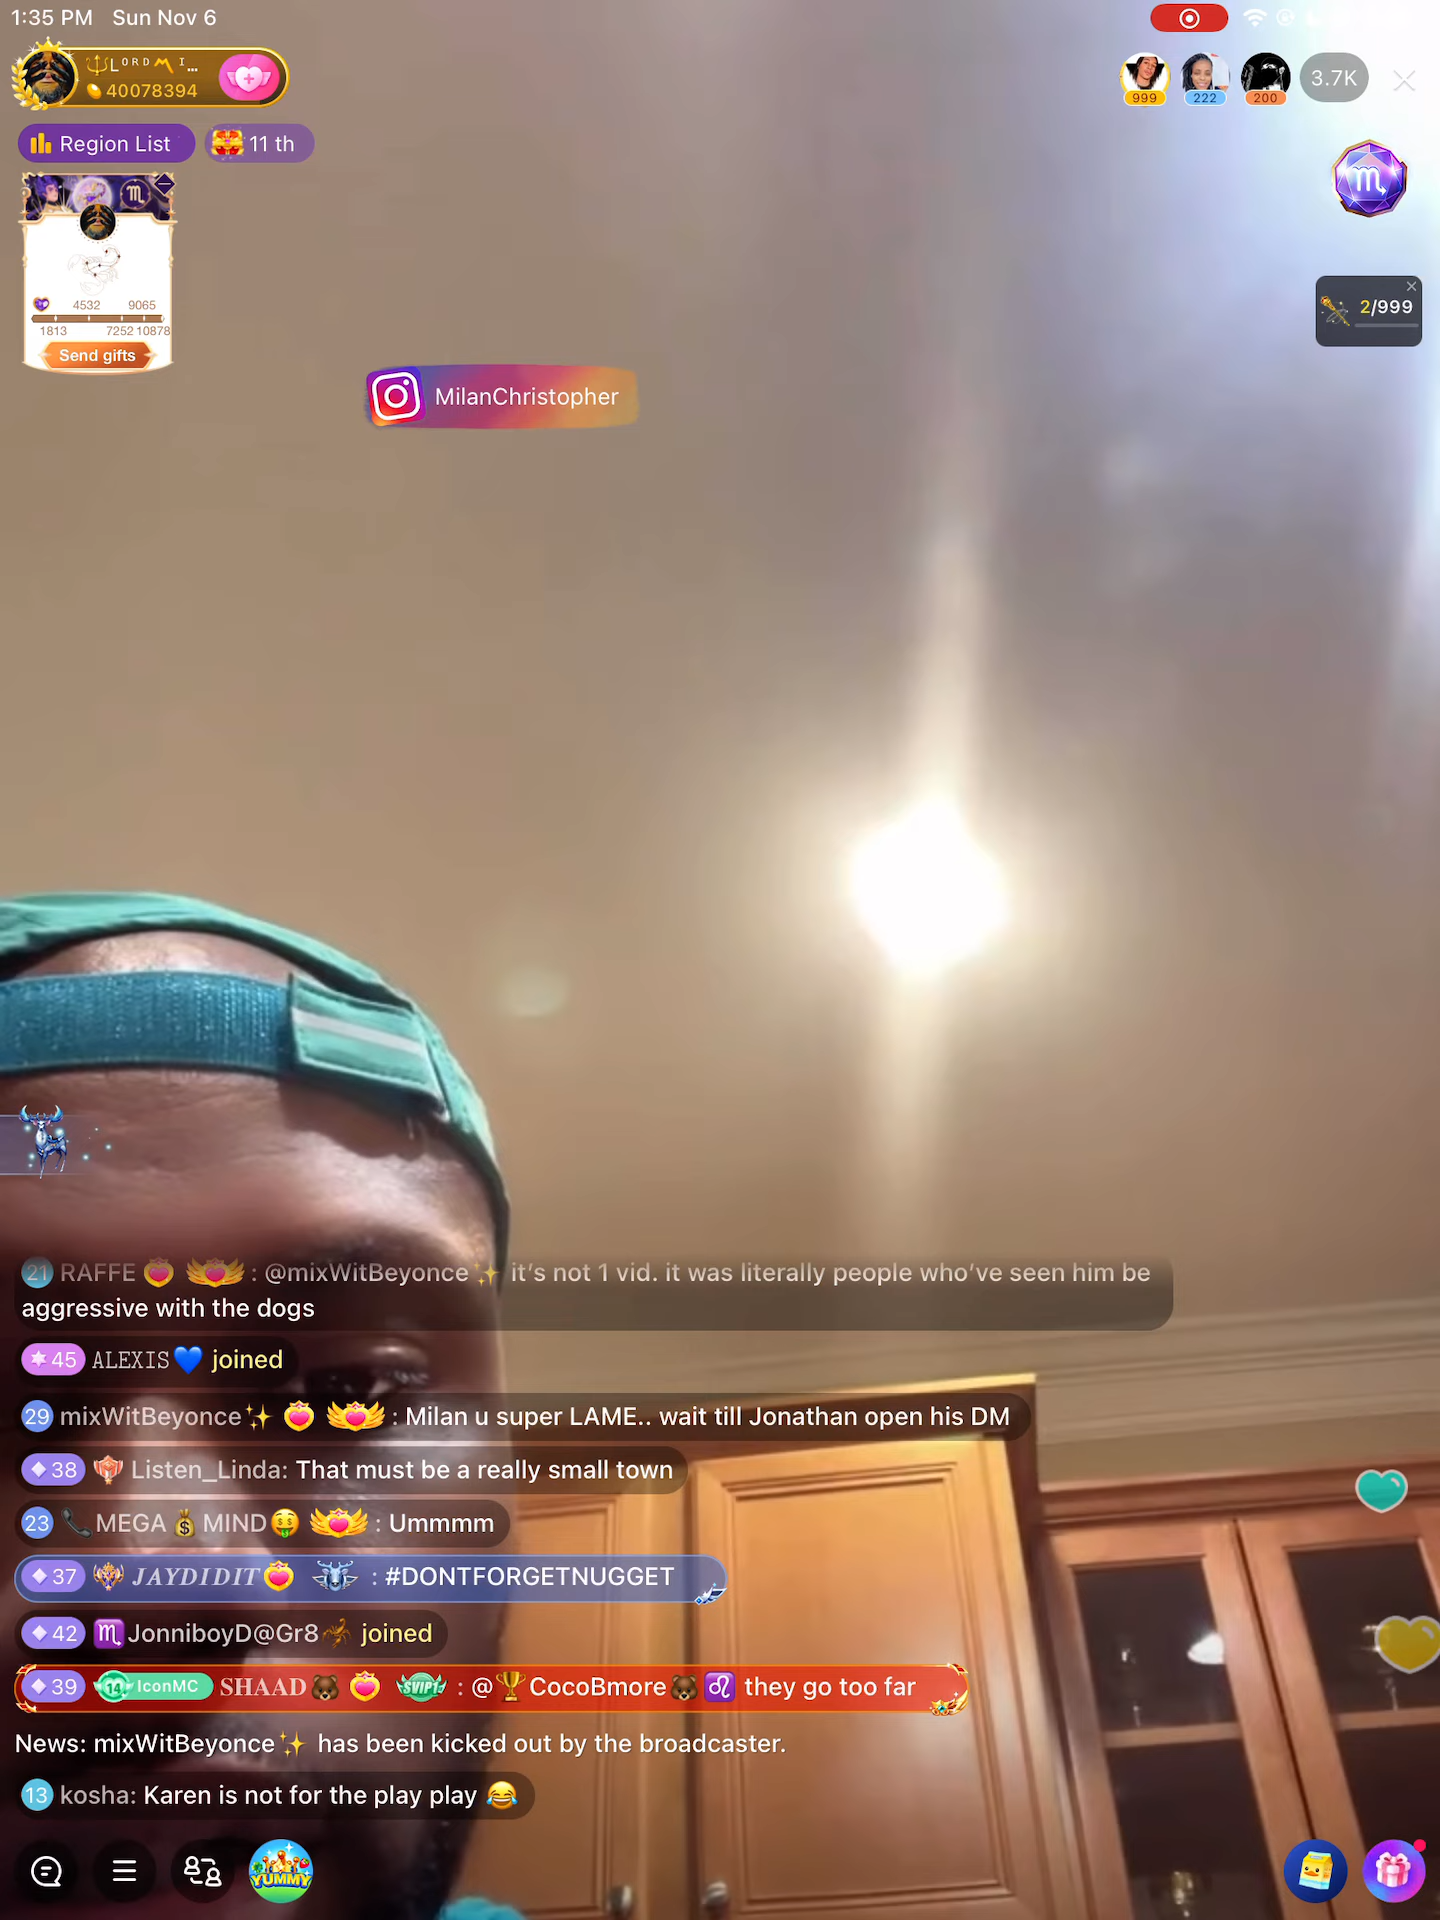 1:35 PM Sun Nov 6
Lᴼᴿᴰ ᴵ...
40078394
999
222
200
3.7K
Region List
11 th
4532 9065
1813 7252 10878
Send gifts
2/999
MilanChristopher
21 RAFFE : @mixWitBeyonce✨ it’s not 1 vid. it was literally people who’ve seen him be
aggressive with the dogs
45 ALEXIS💙 joined
29 mixWitBeyonce✨ : Milan u super LAME.. wait till Jonathan open his DM
38 Listen_Linda: That must be a really small town
23 📞MEGA💰MIND🤑 : Ummmm
37 JAYDIDIT : #DONTFORGETNUGGET
42 ♏JonniboyD@Gr8🦂 joined
39 14 IconMC SHAAD🐻 SVIP1 : @🏆CocoBmore🐻♌ they go too far
News: mixWitBeyonce✨ has been kicked out by the broadcaster.
13 kosha: Karen is not for the play play 😂
YUMMY